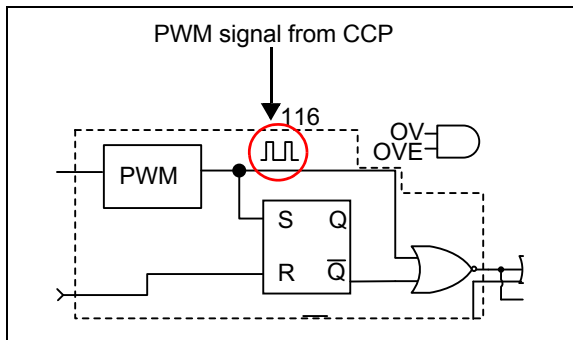 PWM signal from CCP
116
OV
OVE
PWM
S Q
R Q̅